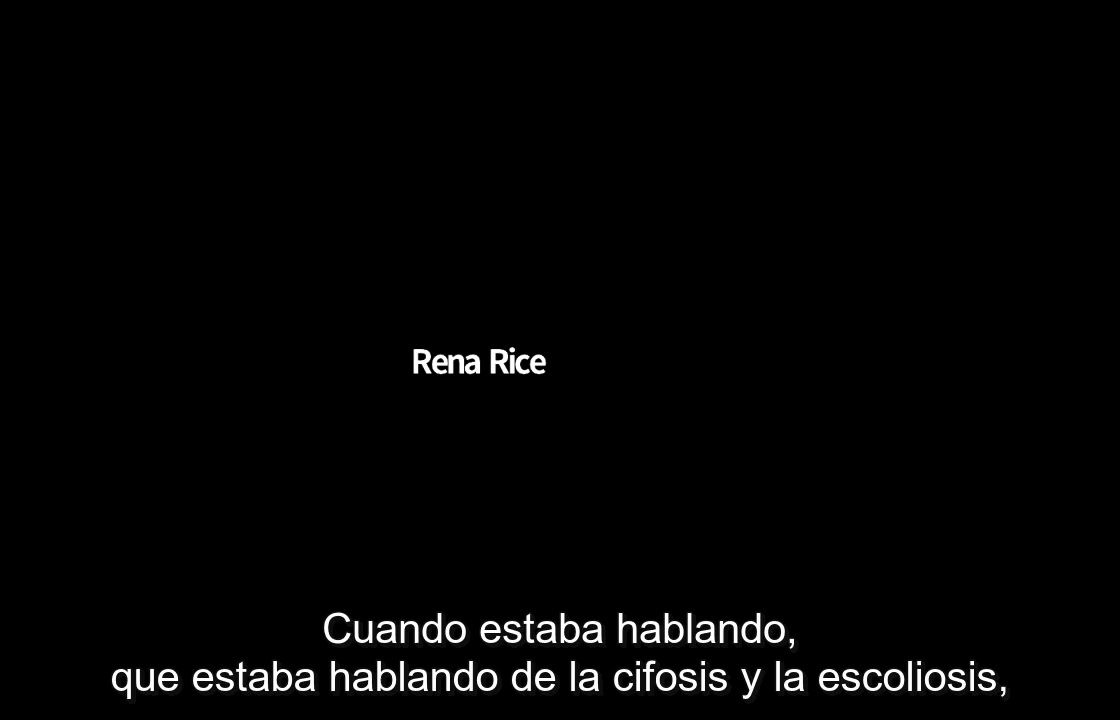 Rena Rice
Cuando estaba hablando,
que estaba hablando de la cifosis y la escoliosis,